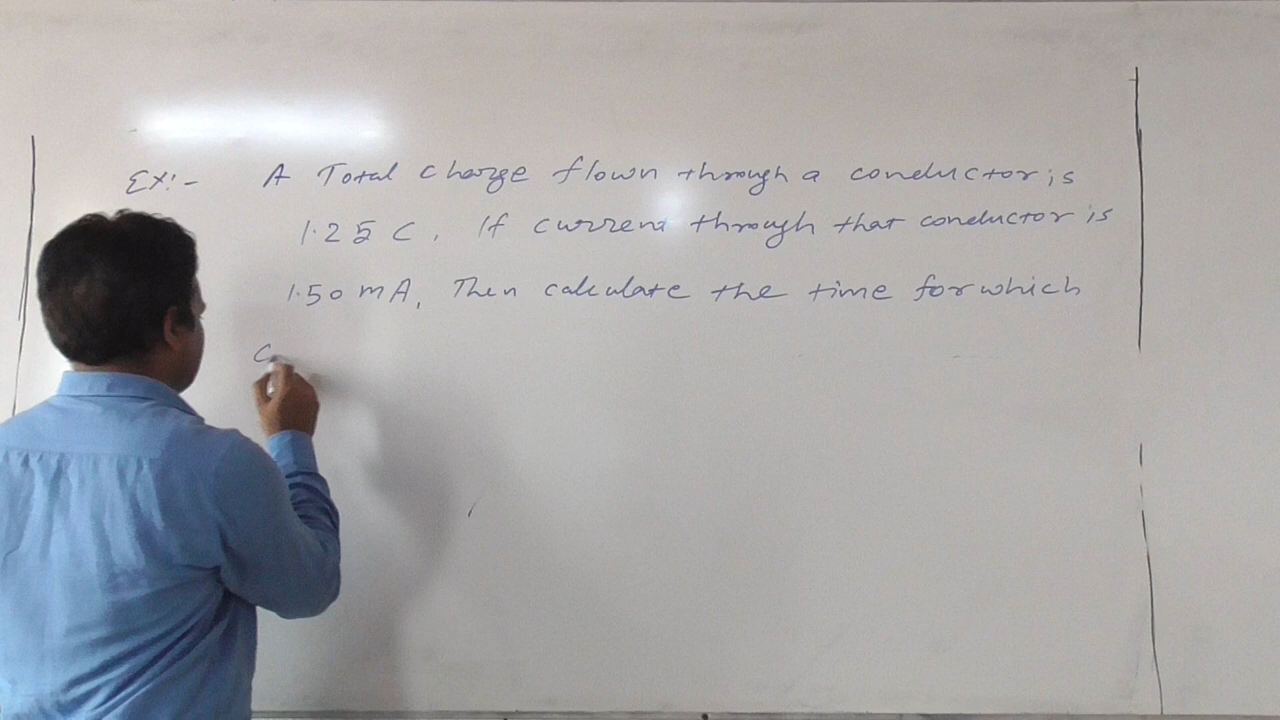 Ex:- A Total charge flown through a conductor is
1.25 C. If current through that conductor is
1.50 mA, Then calculate the time for which
C